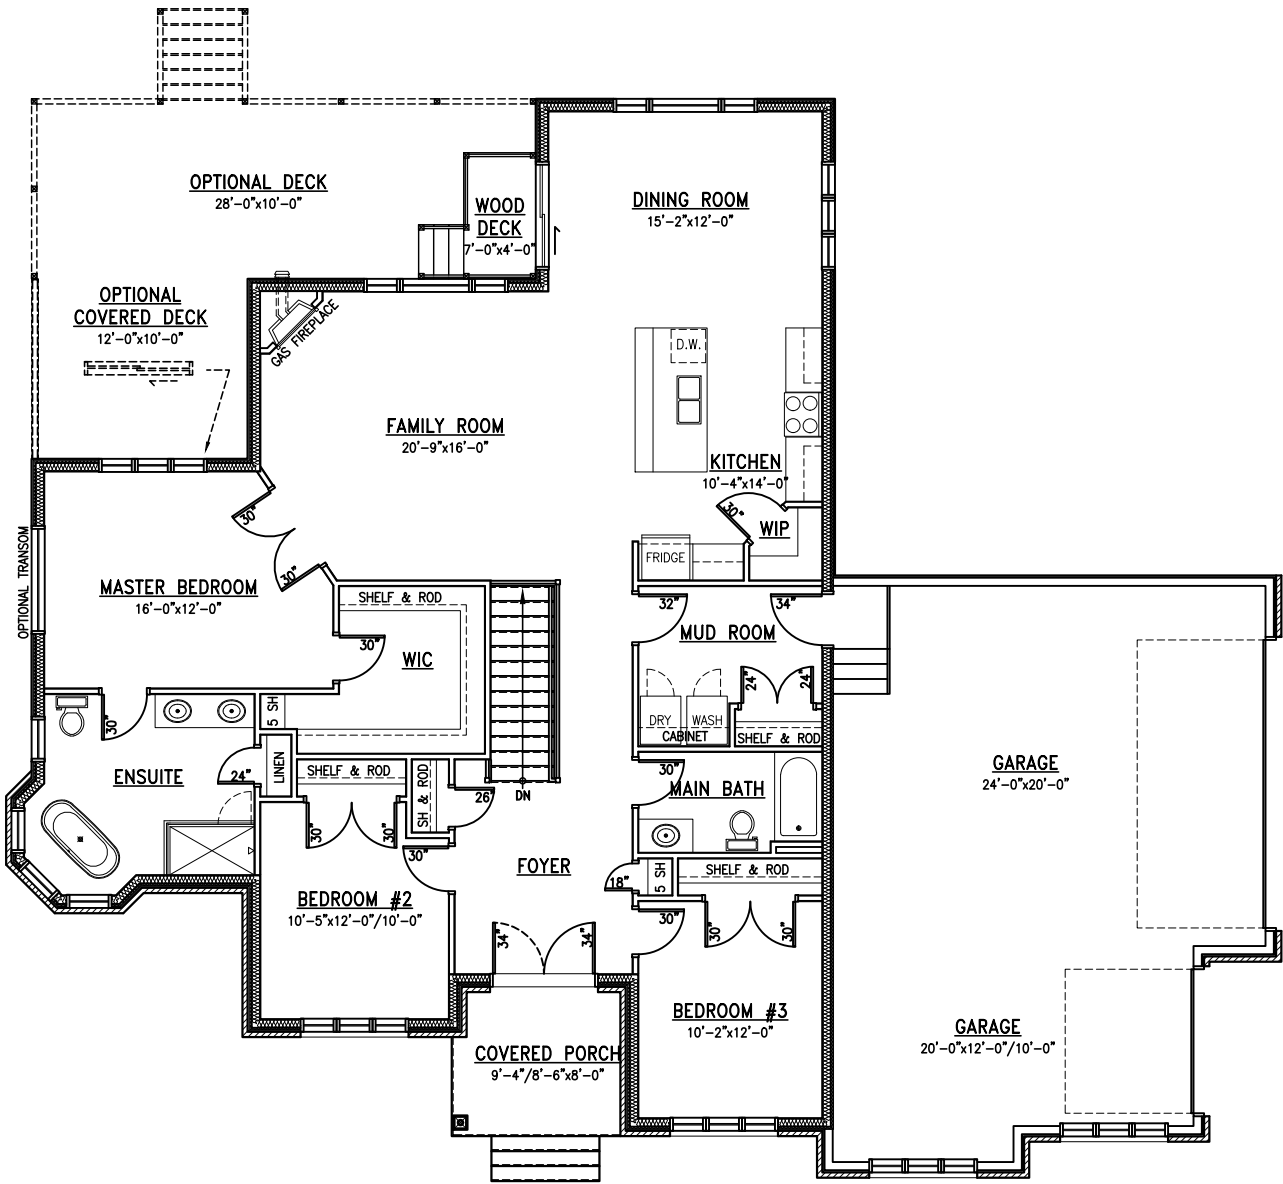 OPTIONAL DECK
28'-0"x10'-0"
WOOD
DECK
7'-0"x4'-0"
DINING ROOM
15'-2"x12'-0"
OPTIONAL
COVERED DECK
12'-0"x10'-0"
GAS FIREPLACE
D.W.
FAMILY ROOM
20'-9"x16'-0"
KITCHEN
10'-4"x14'-0"
30"
WIP
FRIDGE
30"
30"
OPTIONAL TRANSOM
MASTER BEDROOM
16'-0"x12'-0"
SHELF & ROD
30"
WIC
32"
34"
MUD ROOM
24"
24"
DRY
WASH
CABINET
SHELF & ROD
5 SH
30"
ENSUITE
24"
LINEN
SHELF & ROD
SH & ROD
26"
DN
30"
MAIN BATH
GARAGE
24'-0"x20'-0"
30"
30"
30"
FOYER
18"
5 SH
SHELF & ROD
BEDROOM #2
10'-5"x12'-0"/10'-0"
34"
34"
30"
30"
30"
BEDROOM #3
10'-2"x12'-0"
GARAGE
20'-0"x12'-0"/10'-0"
COVERED PORCH
9'-4"/8'-6"x8'-0"